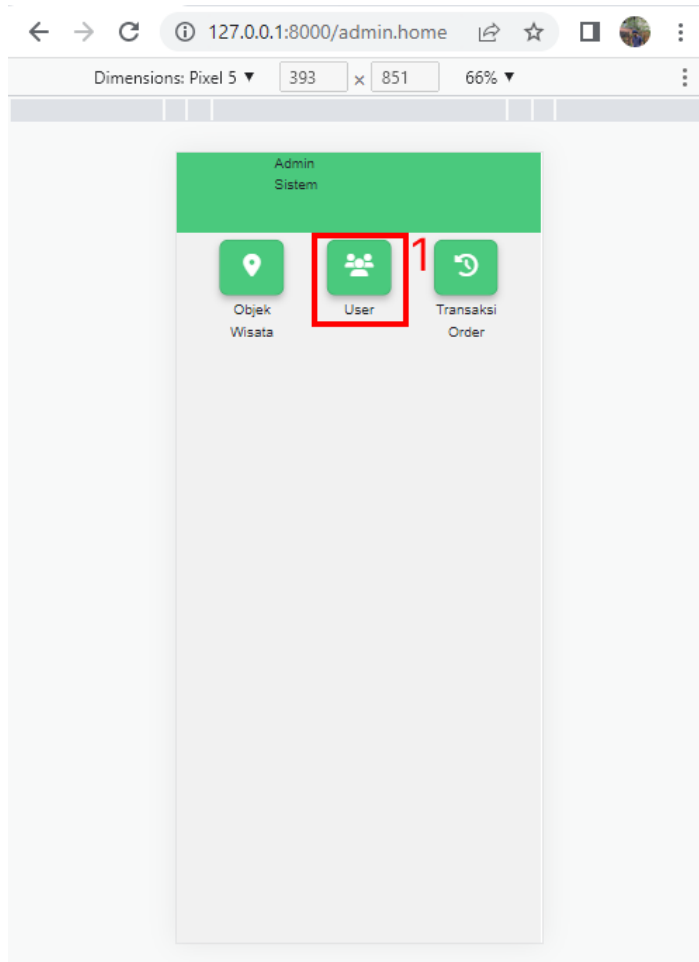 127.0.0.1:8000/admin.home
Dimensions: Pixel 5 ▼ 393 × 851 66% ▼
Admin
Sistem
1
Objek
Wisata
User
Transaksi
Order